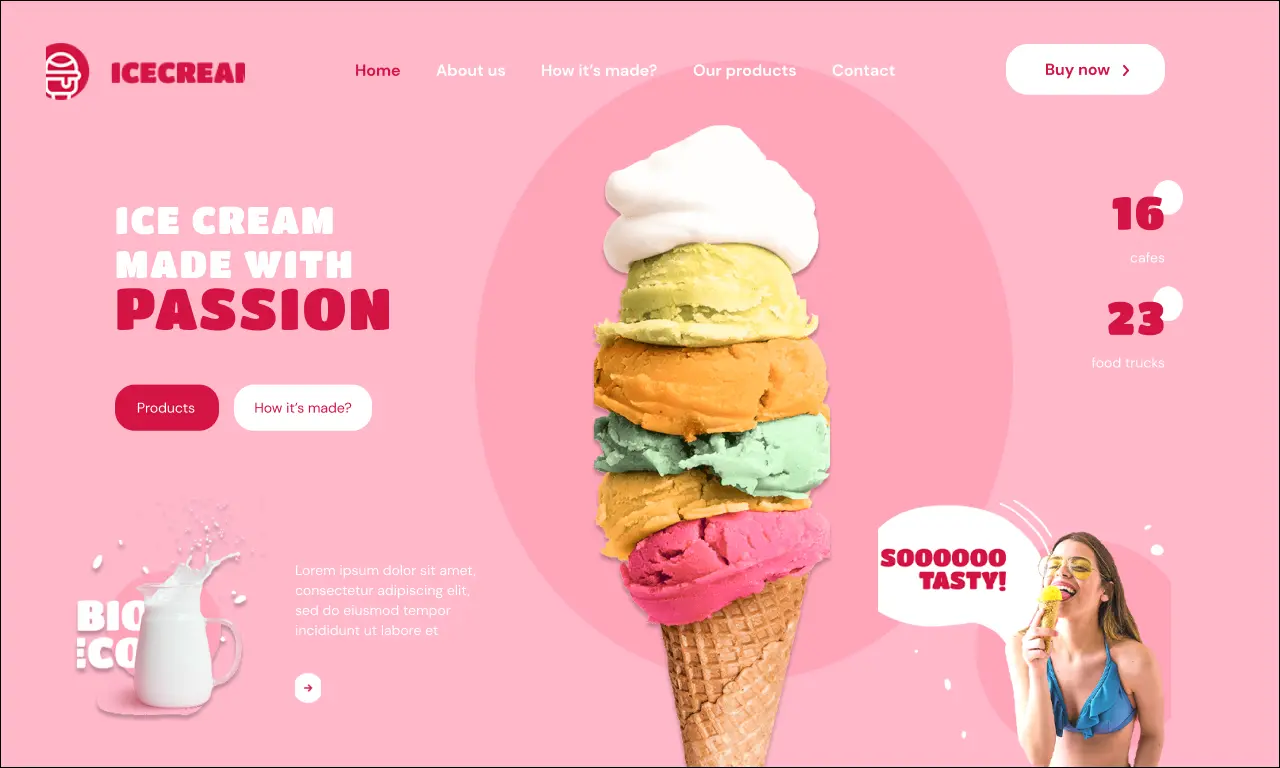 ICECREAM
Home
About us
How it’s made?
Our products
Contact
Buy now
ICE CREAM
MADE WITH
PASSION
Products
How it’s made?
16
cafes
23
food trucks
BIO
ECO
Lorem ipsum dolor sit amet,
consectetur adipiscing elit,
sed do eiusmod tempor
incididunt ut labore et
SOOOOOO
TASTY!